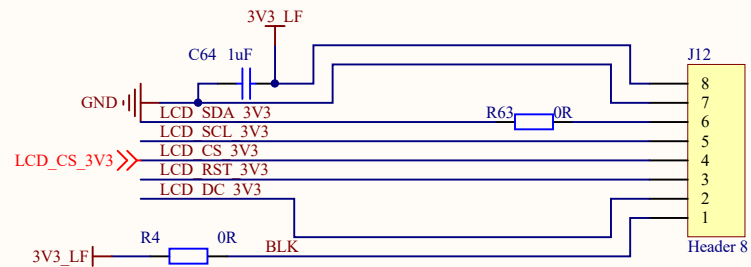 3V3_LF
C64 1uF
J12
8
GND
7
LCD_SDA_3V3
R63 0R
6
LCD_SCL_3V3
5
LCD_CS_3V3
LCD_CS_3V3
4
LCD_RST_3V3
3
LCD_DC_3V3
2
1
R4 0R
BLK
3V3_LF
Header 8